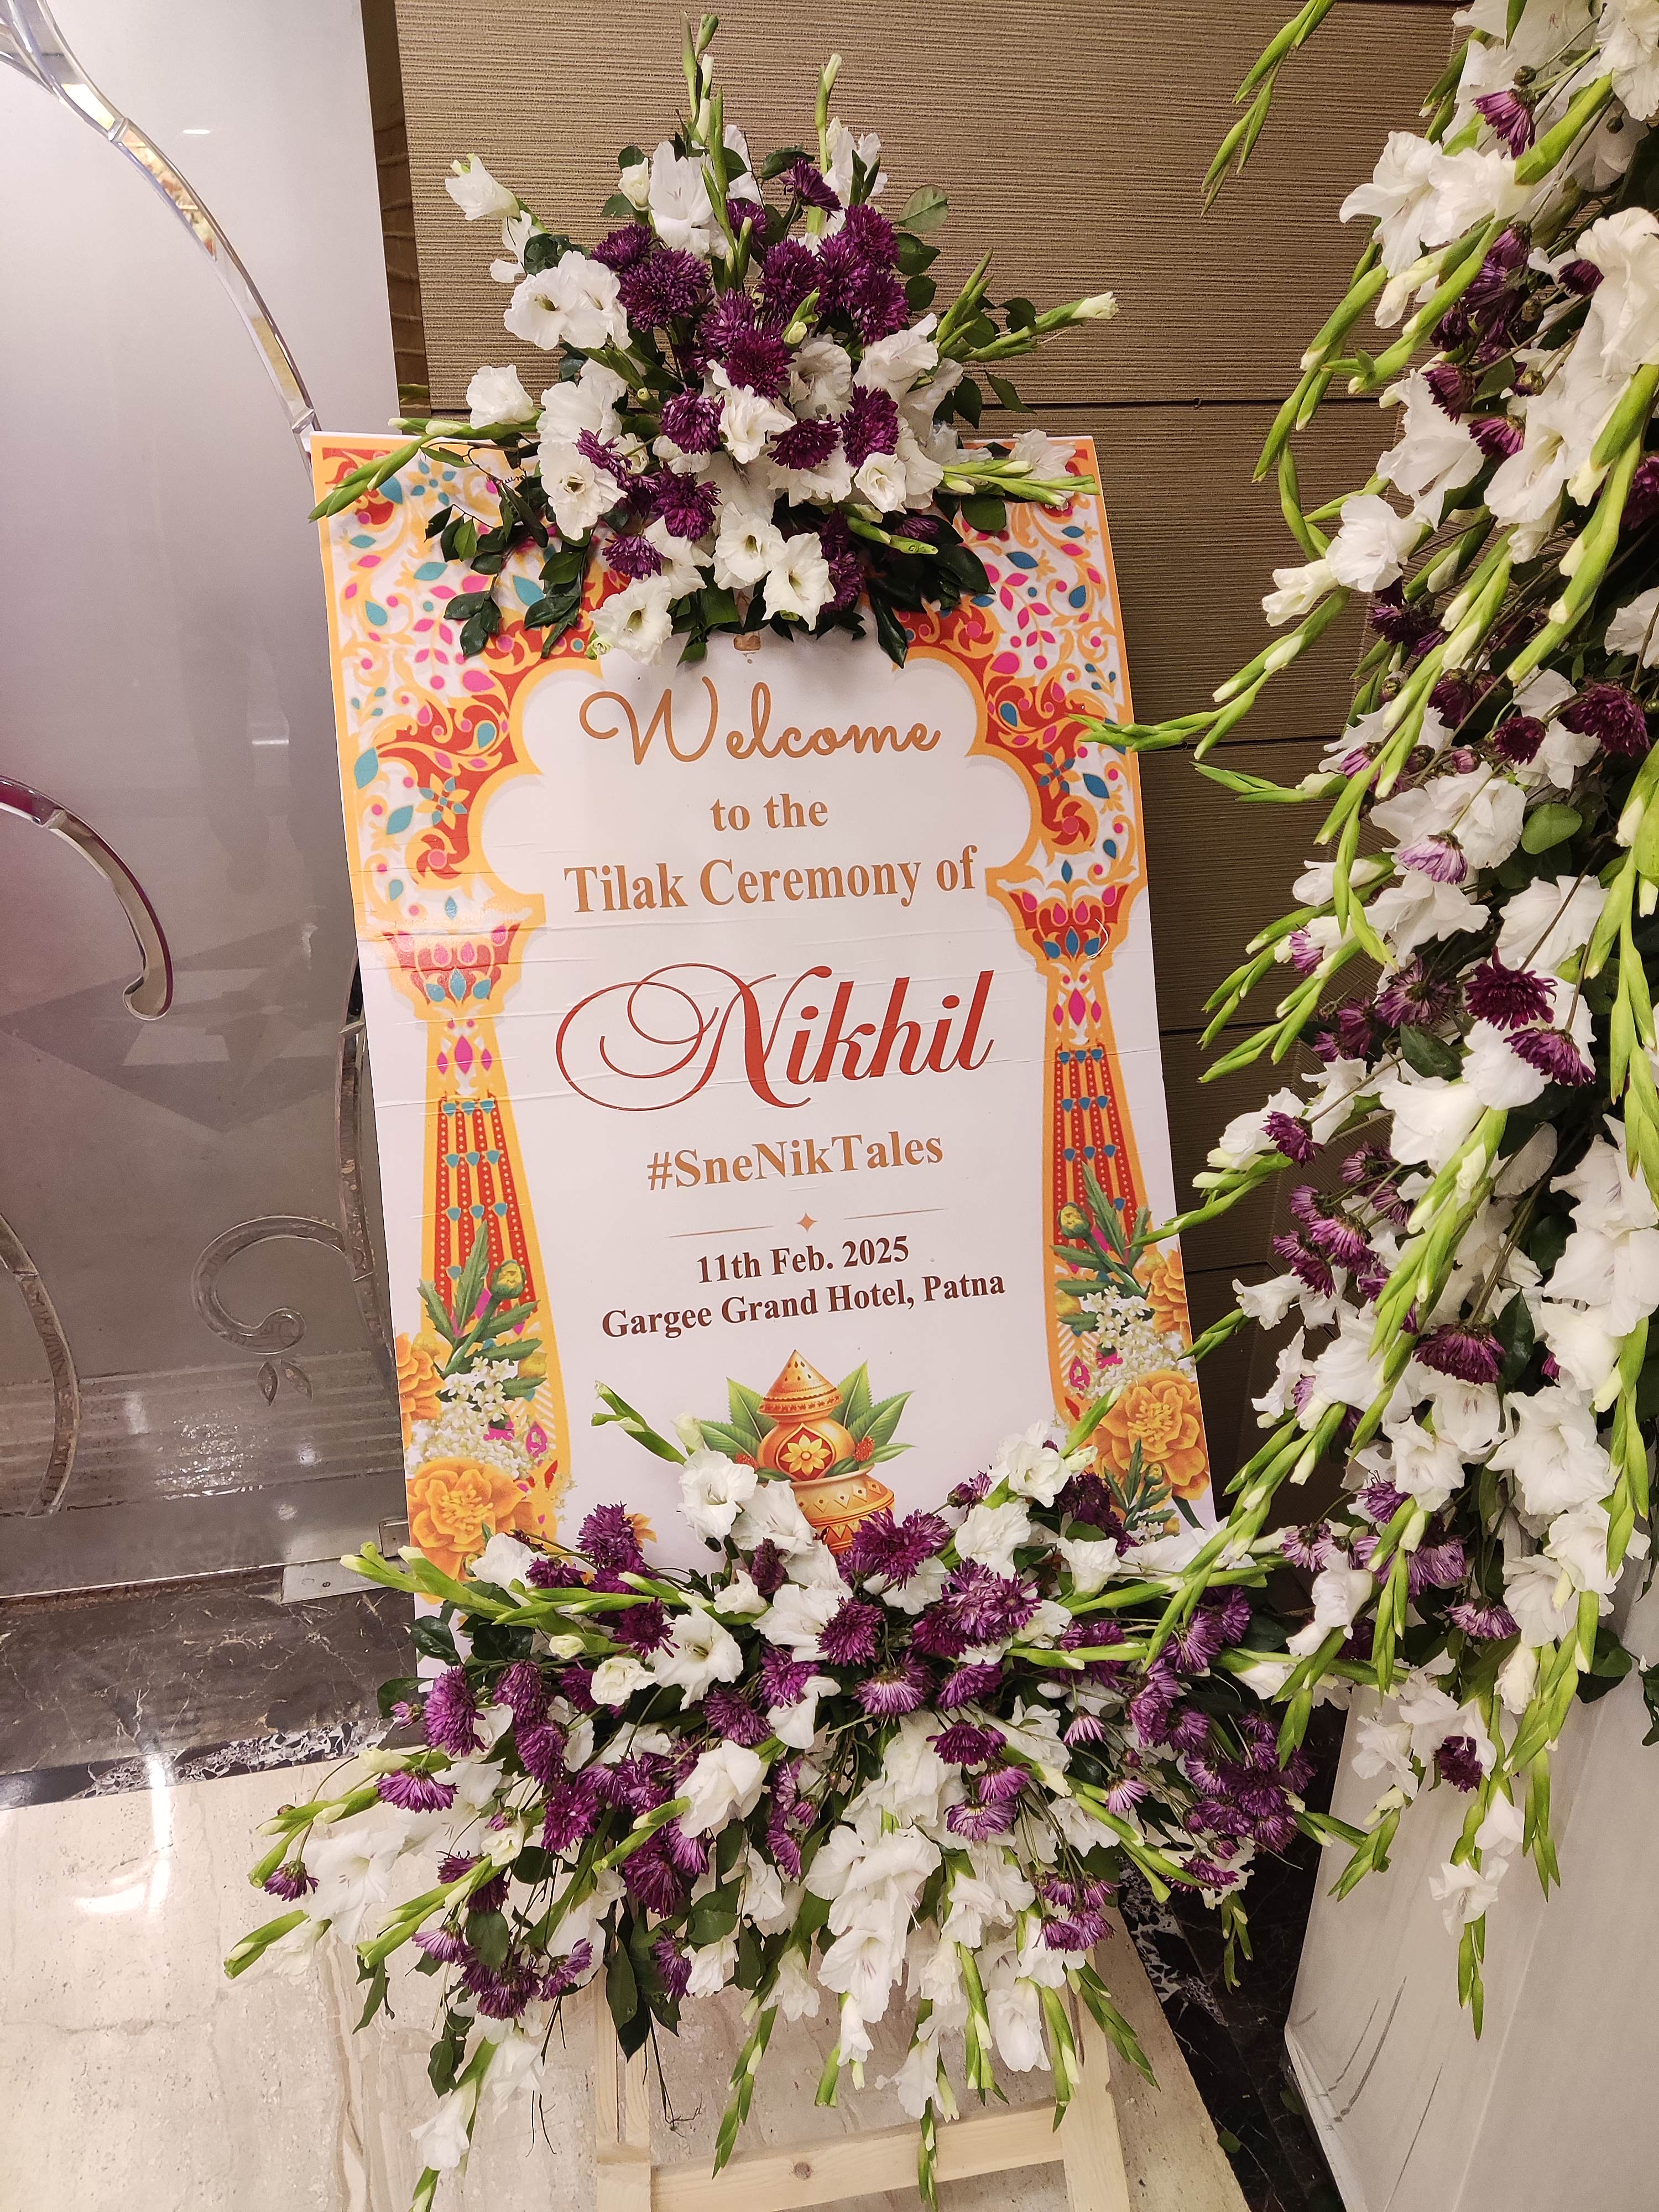 Welcome
to the
Tilak Ceremony of
Nikhil
#SneNikTales
11th Feb. 2025
Gargee Grand Hotel, Patna